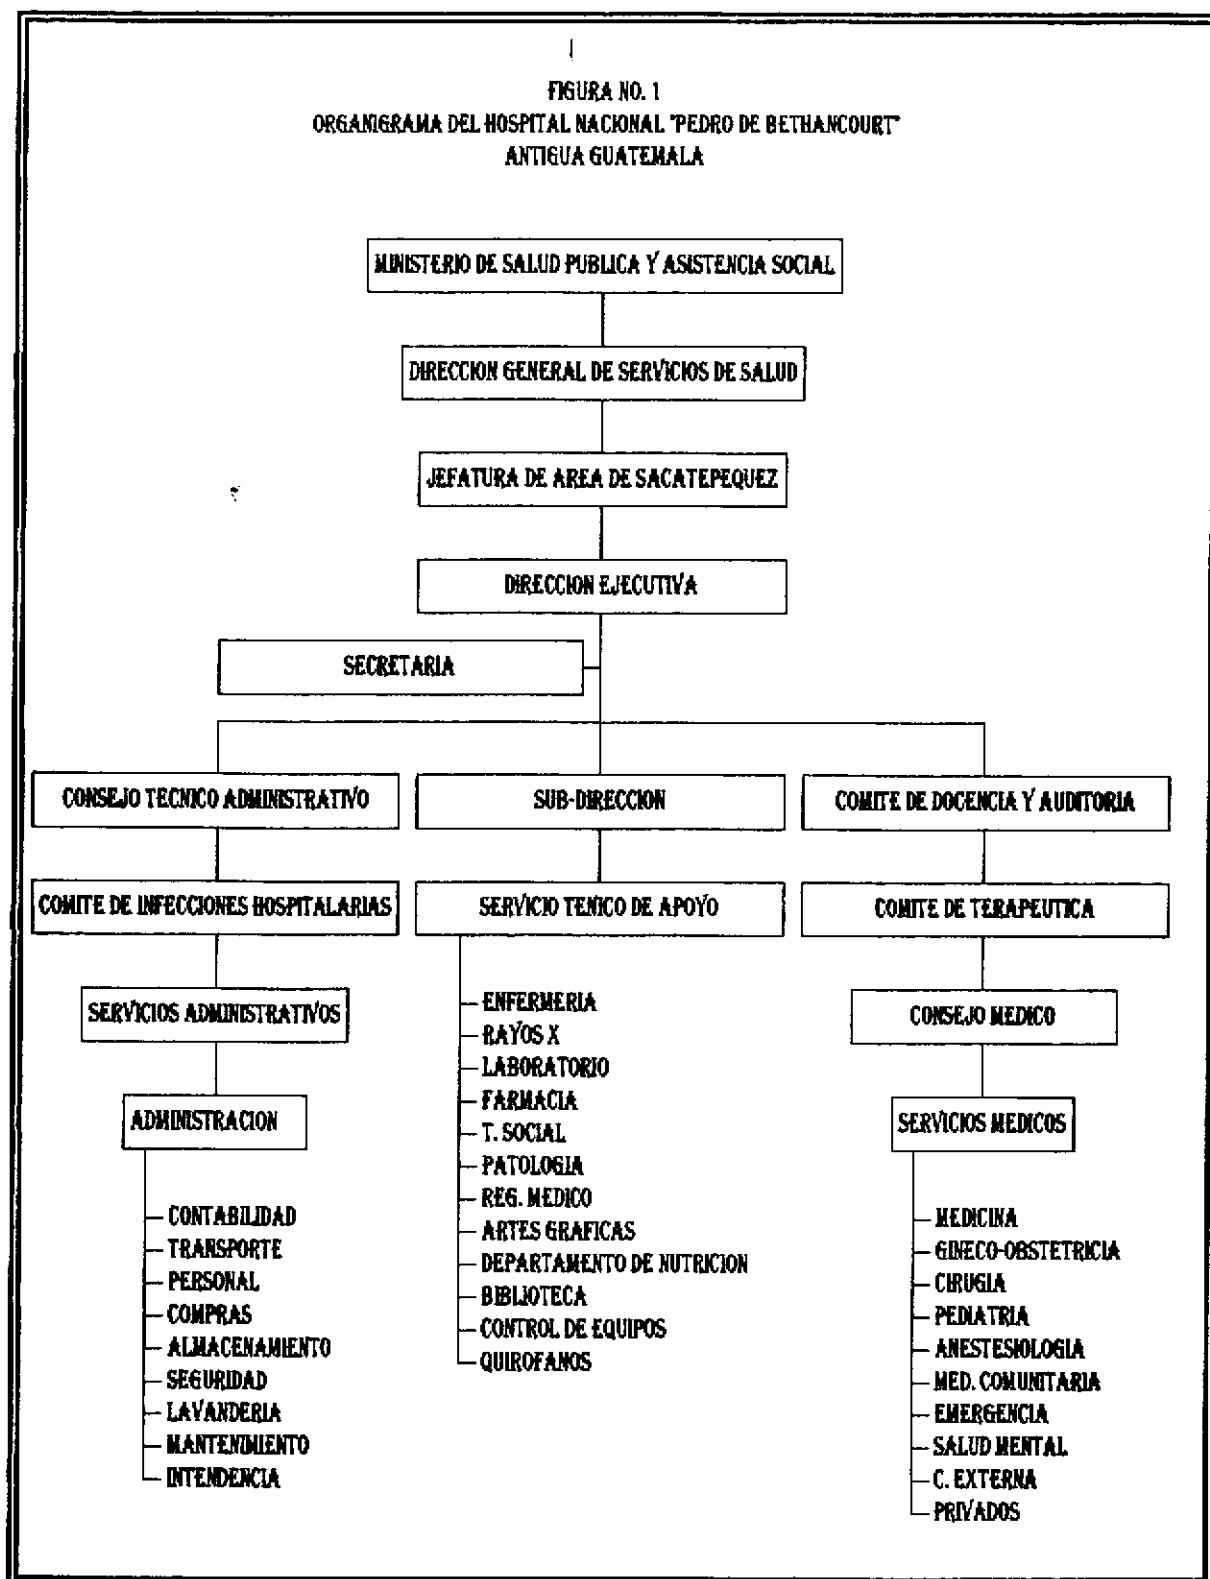 FIGURA NO. 1
ORGANIGRAMA DEL HOSPITAL NACIONAL "PEDRO DE BETHANCOURT"
ANTIGUA GUATEMALA
MINISTERIO DE SALUD PUBLICA Y ASISTENCIA SOCIAL
DIRECCION GENERAL DE SERVICIOS DE SALUD
JEFATURA DE AREA DE SACATEPEQUEZ
DIRECCION EJECUTIVA
SECRETARIA
CONSEJO TECNICO ADMINISTRATIVO
SUB-DIRECCION
COMITE DE DOCENCIA Y AUDITORIA
COMITE DE INFECCIONES HOSPITALARIAS
SERVICIO TENICO DE APOYO
COMITE DE TERAPEUTICA
SERVICIOS ADMINISTRATIVOS
CONSEJO MEDICO
ADMINISTRACION
SERVICIOS MEDICOS
CONTABILIDAD
TRANSPORTE
PERSONAL
COMPRAS
ALMACENAMIENTO
SEGURIDAD
LAVANDERIA
MANTENIMIENTO
INTENDENCIA
ENFERMERIA
RAYOS X
LABORATORIO
FARMACIA
T. SOCIAL
PATOLOGIA
REG. MEDICO
ARTES GRAFICAS
DEPARTAMENTO DE NUTRICION
BIBLIOTECA
CONTROL DE EQUIPOS
QUIROFANOS
MEDICINA
GINECO-OBSTETRICIA
CIRUGIA
PEDIATRIA
ANESTESIOLOGIA
MED. COMUNITARIA
EMERGENCIA
SALUD MENTAL
C. EXTERNA
PRIVADOS